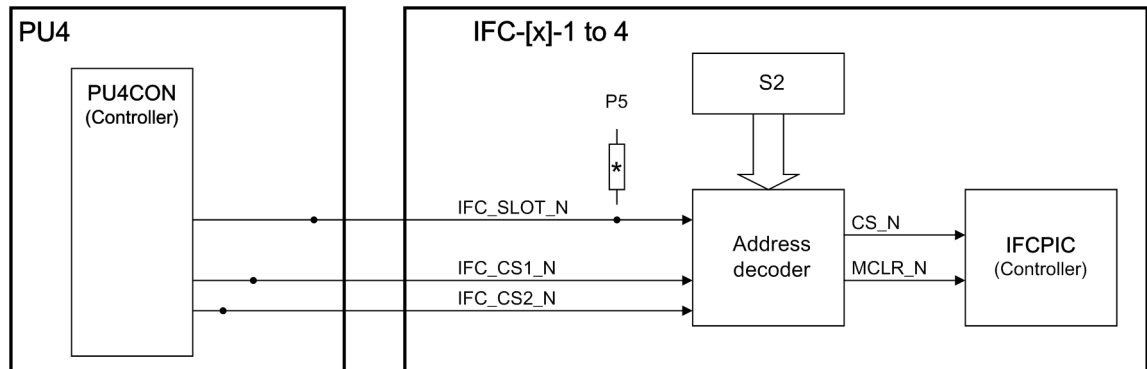 PU4
IFC-[x]-1 to 4
PU4CON
(Controller)
S2
P5
*
IFC_SLOT_N
IFC_CS1_N
IFC_CS2_N
Address
decoder
CS_N
MCLR_N
IFCPIC
(Controller)